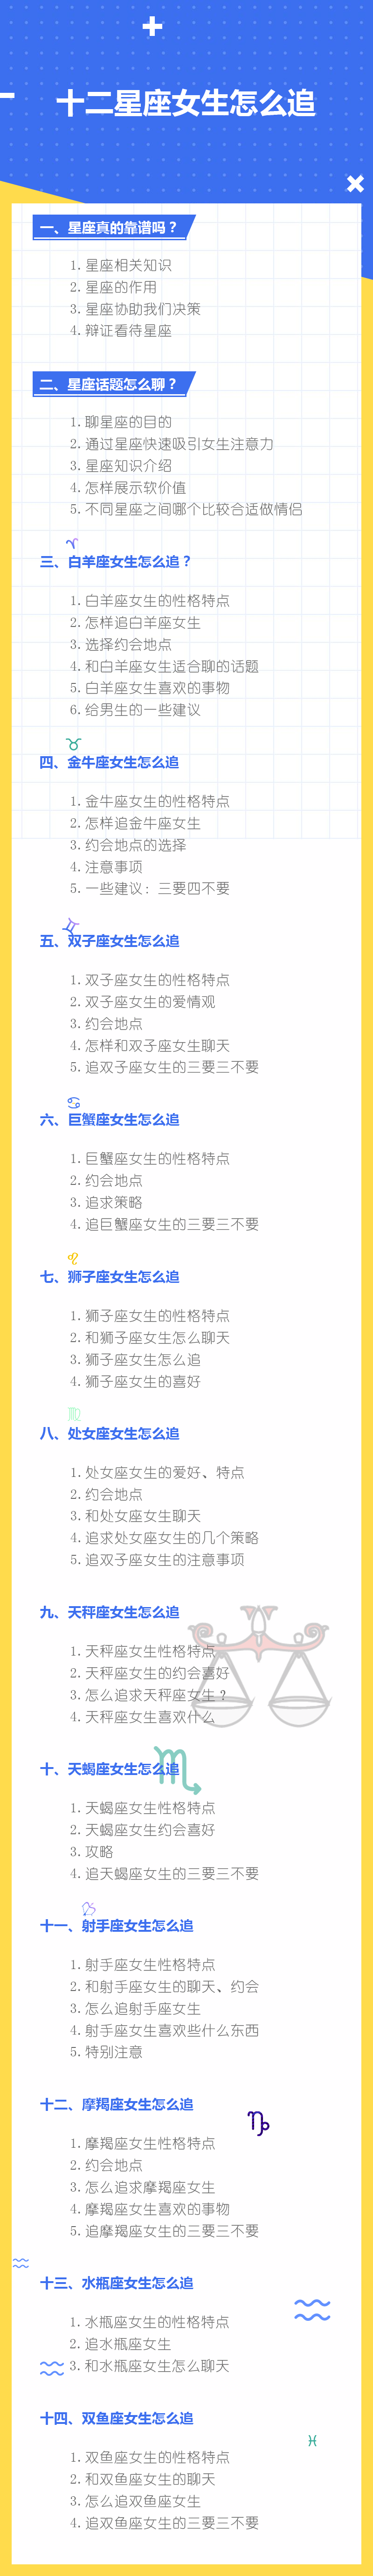 十二星座女生怎么追
一、星座真的靠谱吗？
1. 星座相关知识
2. 星座的作用
3. 星座协助我们决策
4. 辩证看待星座
二、星座话题怎么聊？
1. 聊星座的目的
2. 通过星座快速吸引女生注意力
3. 星座知识介绍
4. 怎样展示软价值
5. 不同星座之间哪个比较合适做情侣
三、白羊座女生怎么追？
1. 白羊座女生的性格特点
2. 怎样追白羊座女生
3. 选择约会地点
4. 和白羊座女生适合聊的话题
5. 白羊座女生喜欢的事物
6. 给男生的一些建议
四、金牛座女生怎么追
1. 金牛座女生的性格特点
2. 怎样追金牛座女生
3. 约会地点的选择
4. 注意事项
5. 一些建议：三要四不要
五、双子座女生怎么追
1. 双子座女生的性格特点
2. 双子座女生的爱情观
3. 约会地点
4. 怎样和双子座女生聊天
5. 追双子座女生的三要三不要
六、巨蟹座女生怎么追
1. 巨蟹座女生的性格特点
2. 约会地点
3. 追求策略
4. 追巨蟹座女生的三要三不要
七、狮子座女生怎么追
1. 狮子座女生的性格特点
2. 和狮子座女生怎么聊天
3. 狮子座女生怎么追
4. 狮子座女生的喜好
八、处女座女生怎么追
1. 处女座女生的爱好、特点
2. 约会地点
3. 和处女座女生聊天
4. 追求处女座女生的几个策略
5. 追双子座女生的注意事项
九、天秤座女生怎么追
1. 天秤座女生性格特点
2. 天秤座女生的约会喜好
3. 怎么追求天秤座女生？
4. 天秤座女生喜欢什么
十、天蝎座女生怎么追
1. 天蝎座女生性格特点
2. 天蝎座女生约会喜好
3. 攻略
4. 追天蝎座女生的三要三不要
十一、射手座女生怎么追
1. 射手座女生性格特点
2. 和射手座女生的聊天、约会
3. 怎么追射手座女生
4. 射手座女生喜欢些什么东西
5. 特别注意
十二、摩羯座女生怎么追
1. 摩羯座女生性格特点
2. 约会地点
3. 怎么追求摩羯座女生
4. 摩羯座女生喜欢的事物
5. 追摩羯座女生的三要三不要
十三、水瓶座女生怎么追
1. 水瓶座女生的性格特点
2. 追水瓶座女生
3. 和水瓶座女生怎么聊天
十四、双鱼座女生怎么追
1. 双鱼座女生的性格特点
2. 和双鱼座女生的聊天
3. 怎么追双鱼座女生
4. 追双鱼座女生的三要三不要